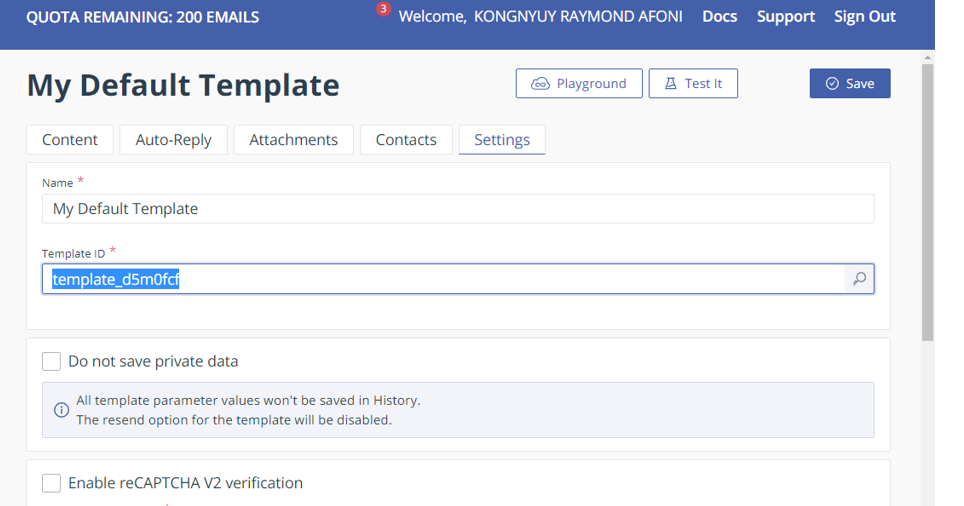 QUOTA REMAINING: 200 EMAILS
3
Welcome, KONGNYUY RAYMOND AFONI
Docs
Support
Sign Out
My Default Template
Playground
Test It
Save
Content
Auto-Reply
Attachments
Contacts
Settings
Name *
My Default Template
Template ID *
template_d5m0fcf
Do not save private data
All template parameter values won't be saved in History.
The resend option for the template will be disabled.
Enable reCAPTCHA V2 verification